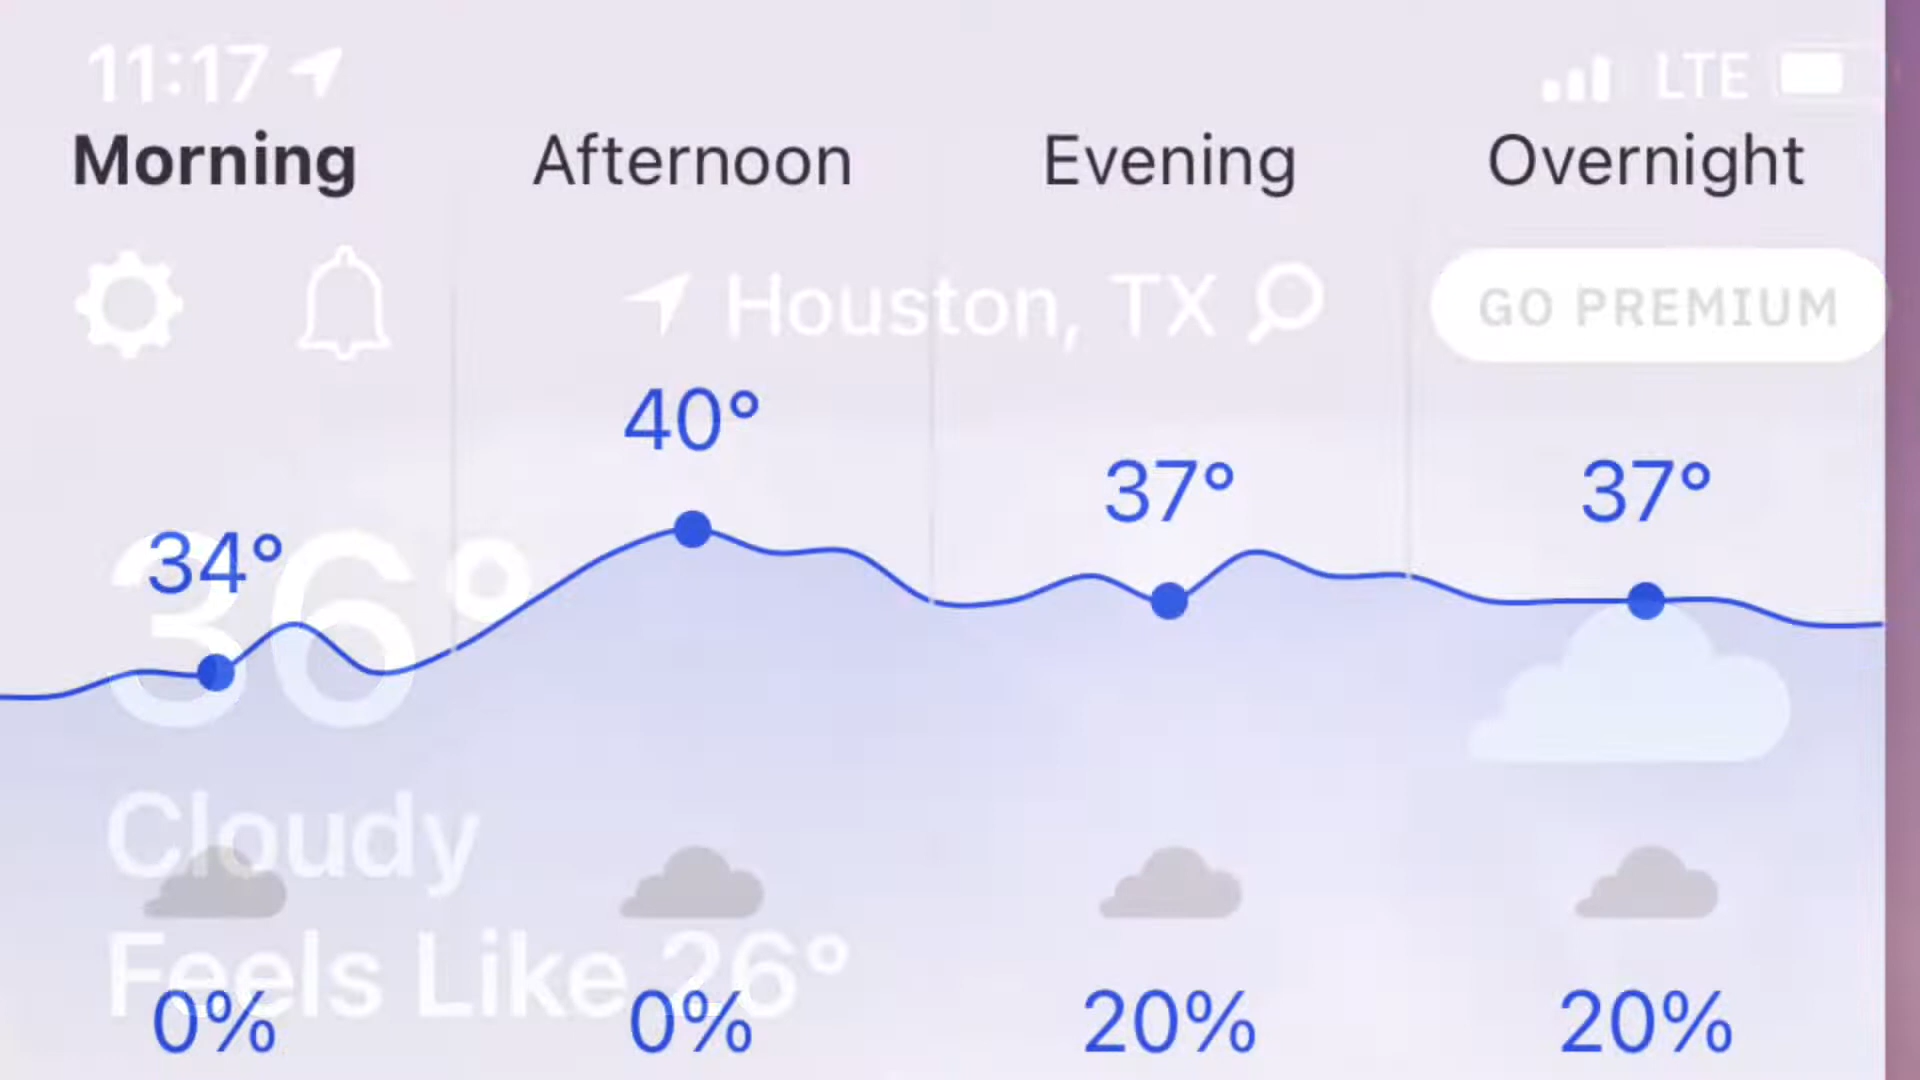 11:17 LTE
Morning Afternoon Evening Overnight
Houston, TX GO PREMIUM
40°
37° 37°
34°
36°
Cloudy
Feels Like 26°
0% 0% 20% 20%